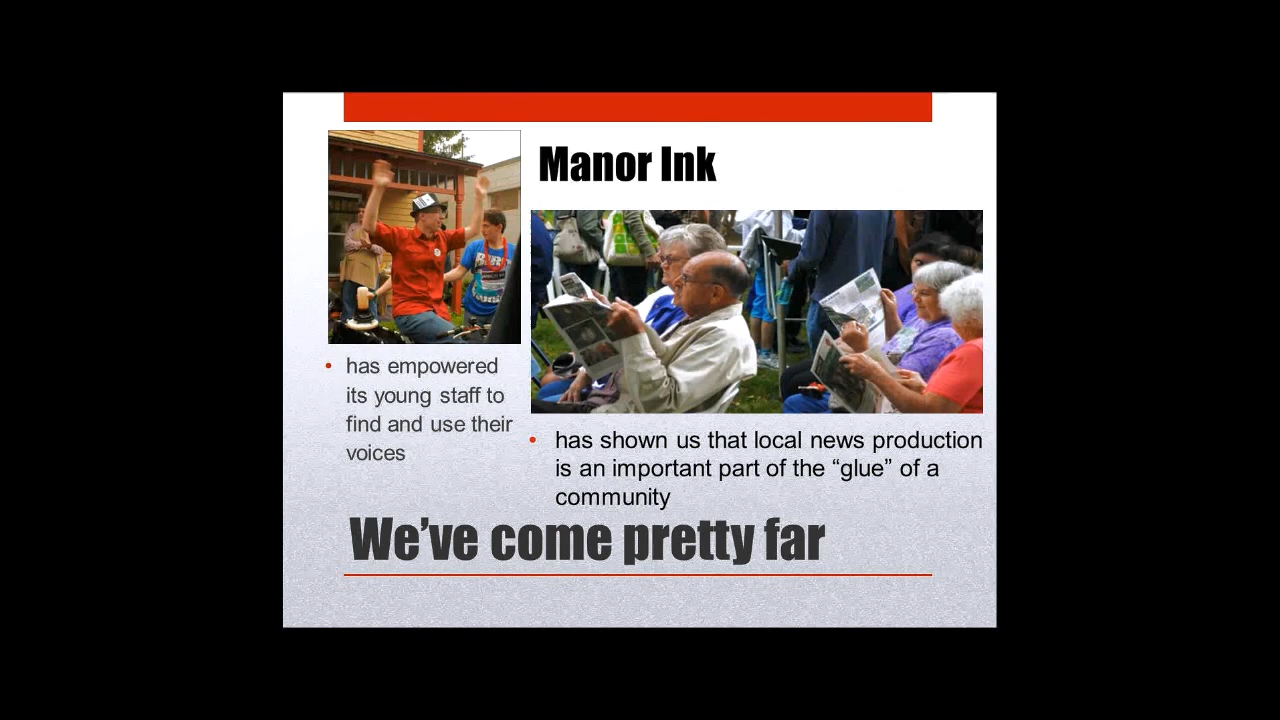 Manor Ink
has empowered
its young staff to
find and use their
voices
has shown us that local news production
is an important part of the “glue” of a
community
We’ve come pretty far